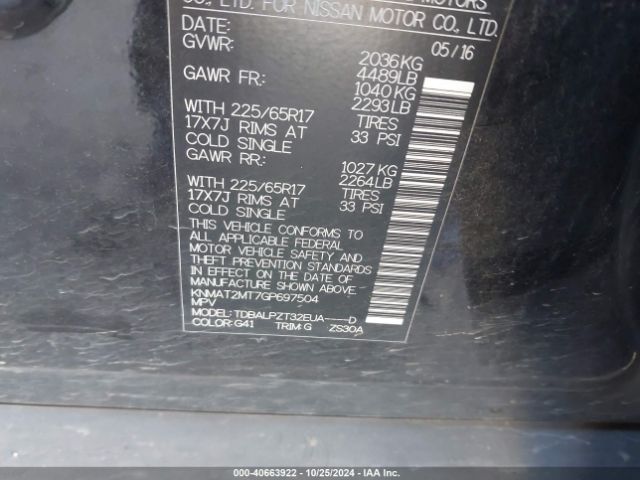 MOTORS
CO., LTD. FOR NISSAN MOTOR CO., LTD.
DATE: 05/16
GVWR: 2036KG
4489LB
GAWR FR: 1040KG
2293LB
WITH 225/65R17 TIRES
17X7J RIMS AT 33 PSI
COLD SINGLE
GAWR RR: 1027KG
2264LB
WITH 225/65R17 TIRES
17X7J RIMS AT 33 PSI
COLD SINGLE
THIS VEHICLE CONFORMS TO
ALL APPLICABLE FEDERAL
MOTOR VEHICLE SAFETY AND
THEFT PREVENTION STANDARDS
IN EFFECT ON THE DATE OF
MANUFACTURE SHOWN ABOVE.
KNMAT2MT7GP697504
MPV
MODEL: TDBALPZT32EUA----D
COLOR: G41 TRIM: G ZS30A
000-40663922 - 10/25/2024 - IAA Inc.